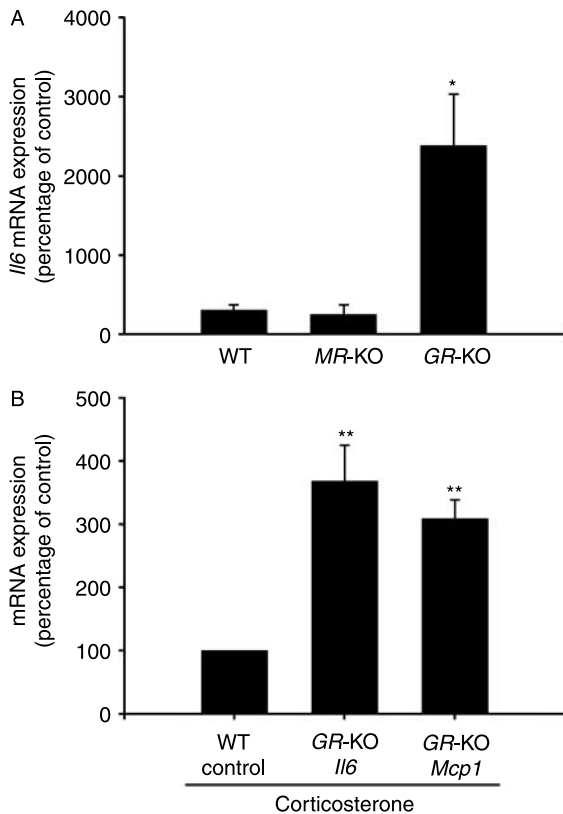 A
Il6 mRNA expression
(percentage of control)
4000
3000
2000
1000
0
*
WT
MR-KO
GR-KO
B
mRNA expression
(percentage of control)
500
400
300
200
100
0
**
**
WT
control
GR-KO
Il6
GR-KO
Mcp1
Corticosterone